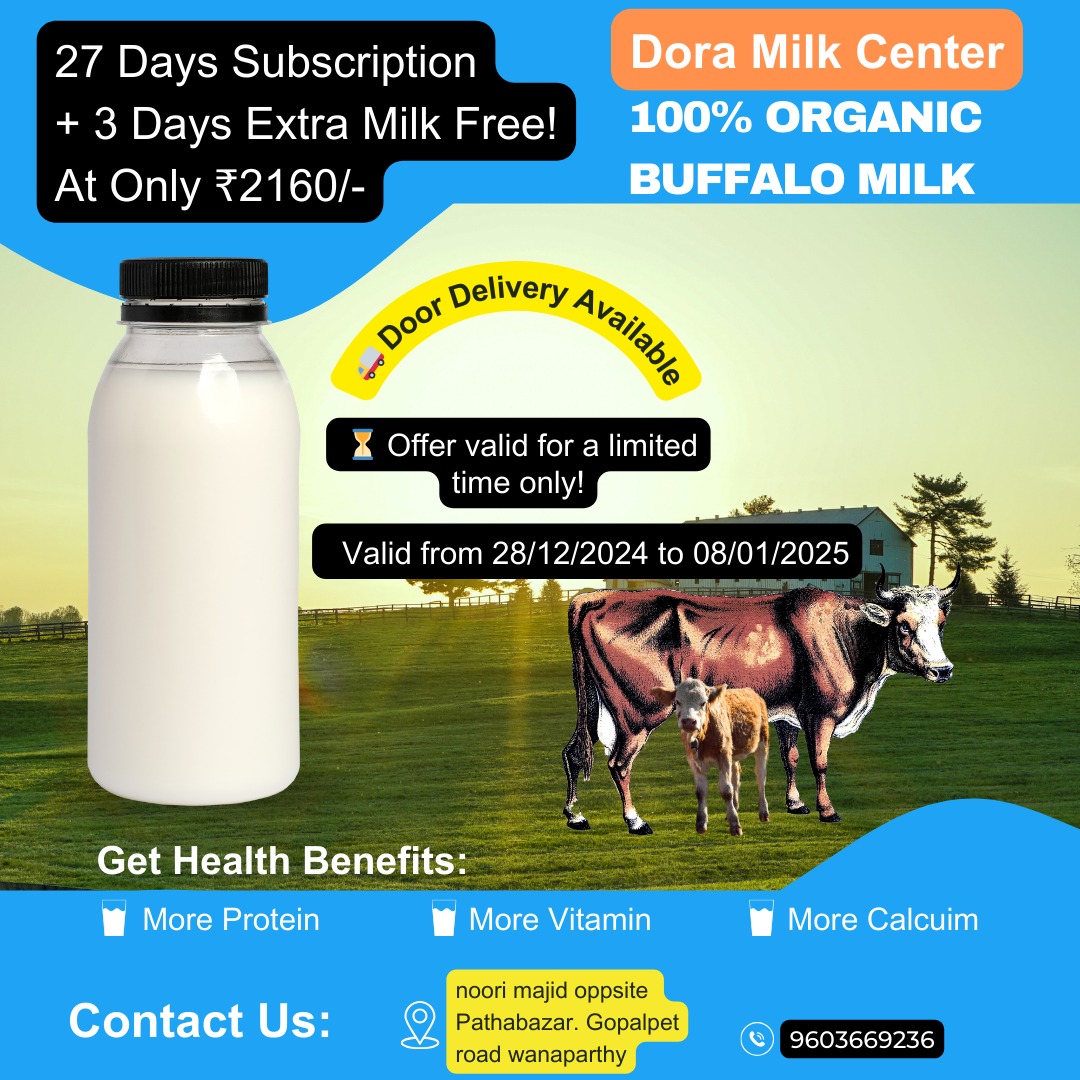 27 Days Subscription
+ 3 Days Extra Milk Free!
At Only ₹2160/-
Dora Milk Center
100% ORGANIC
BUFFALO MILK
Door Delivery Available
Offer valid for a limited
time only!
Valid from 28/12/2024 to 08/01/2025
Get Health Benefits:
More Protein
More Vitamin
More Calcuim
Contact Us:
noori majid oppsite
Pathabazar. Gopalpet
road wanaparthy
9603669236